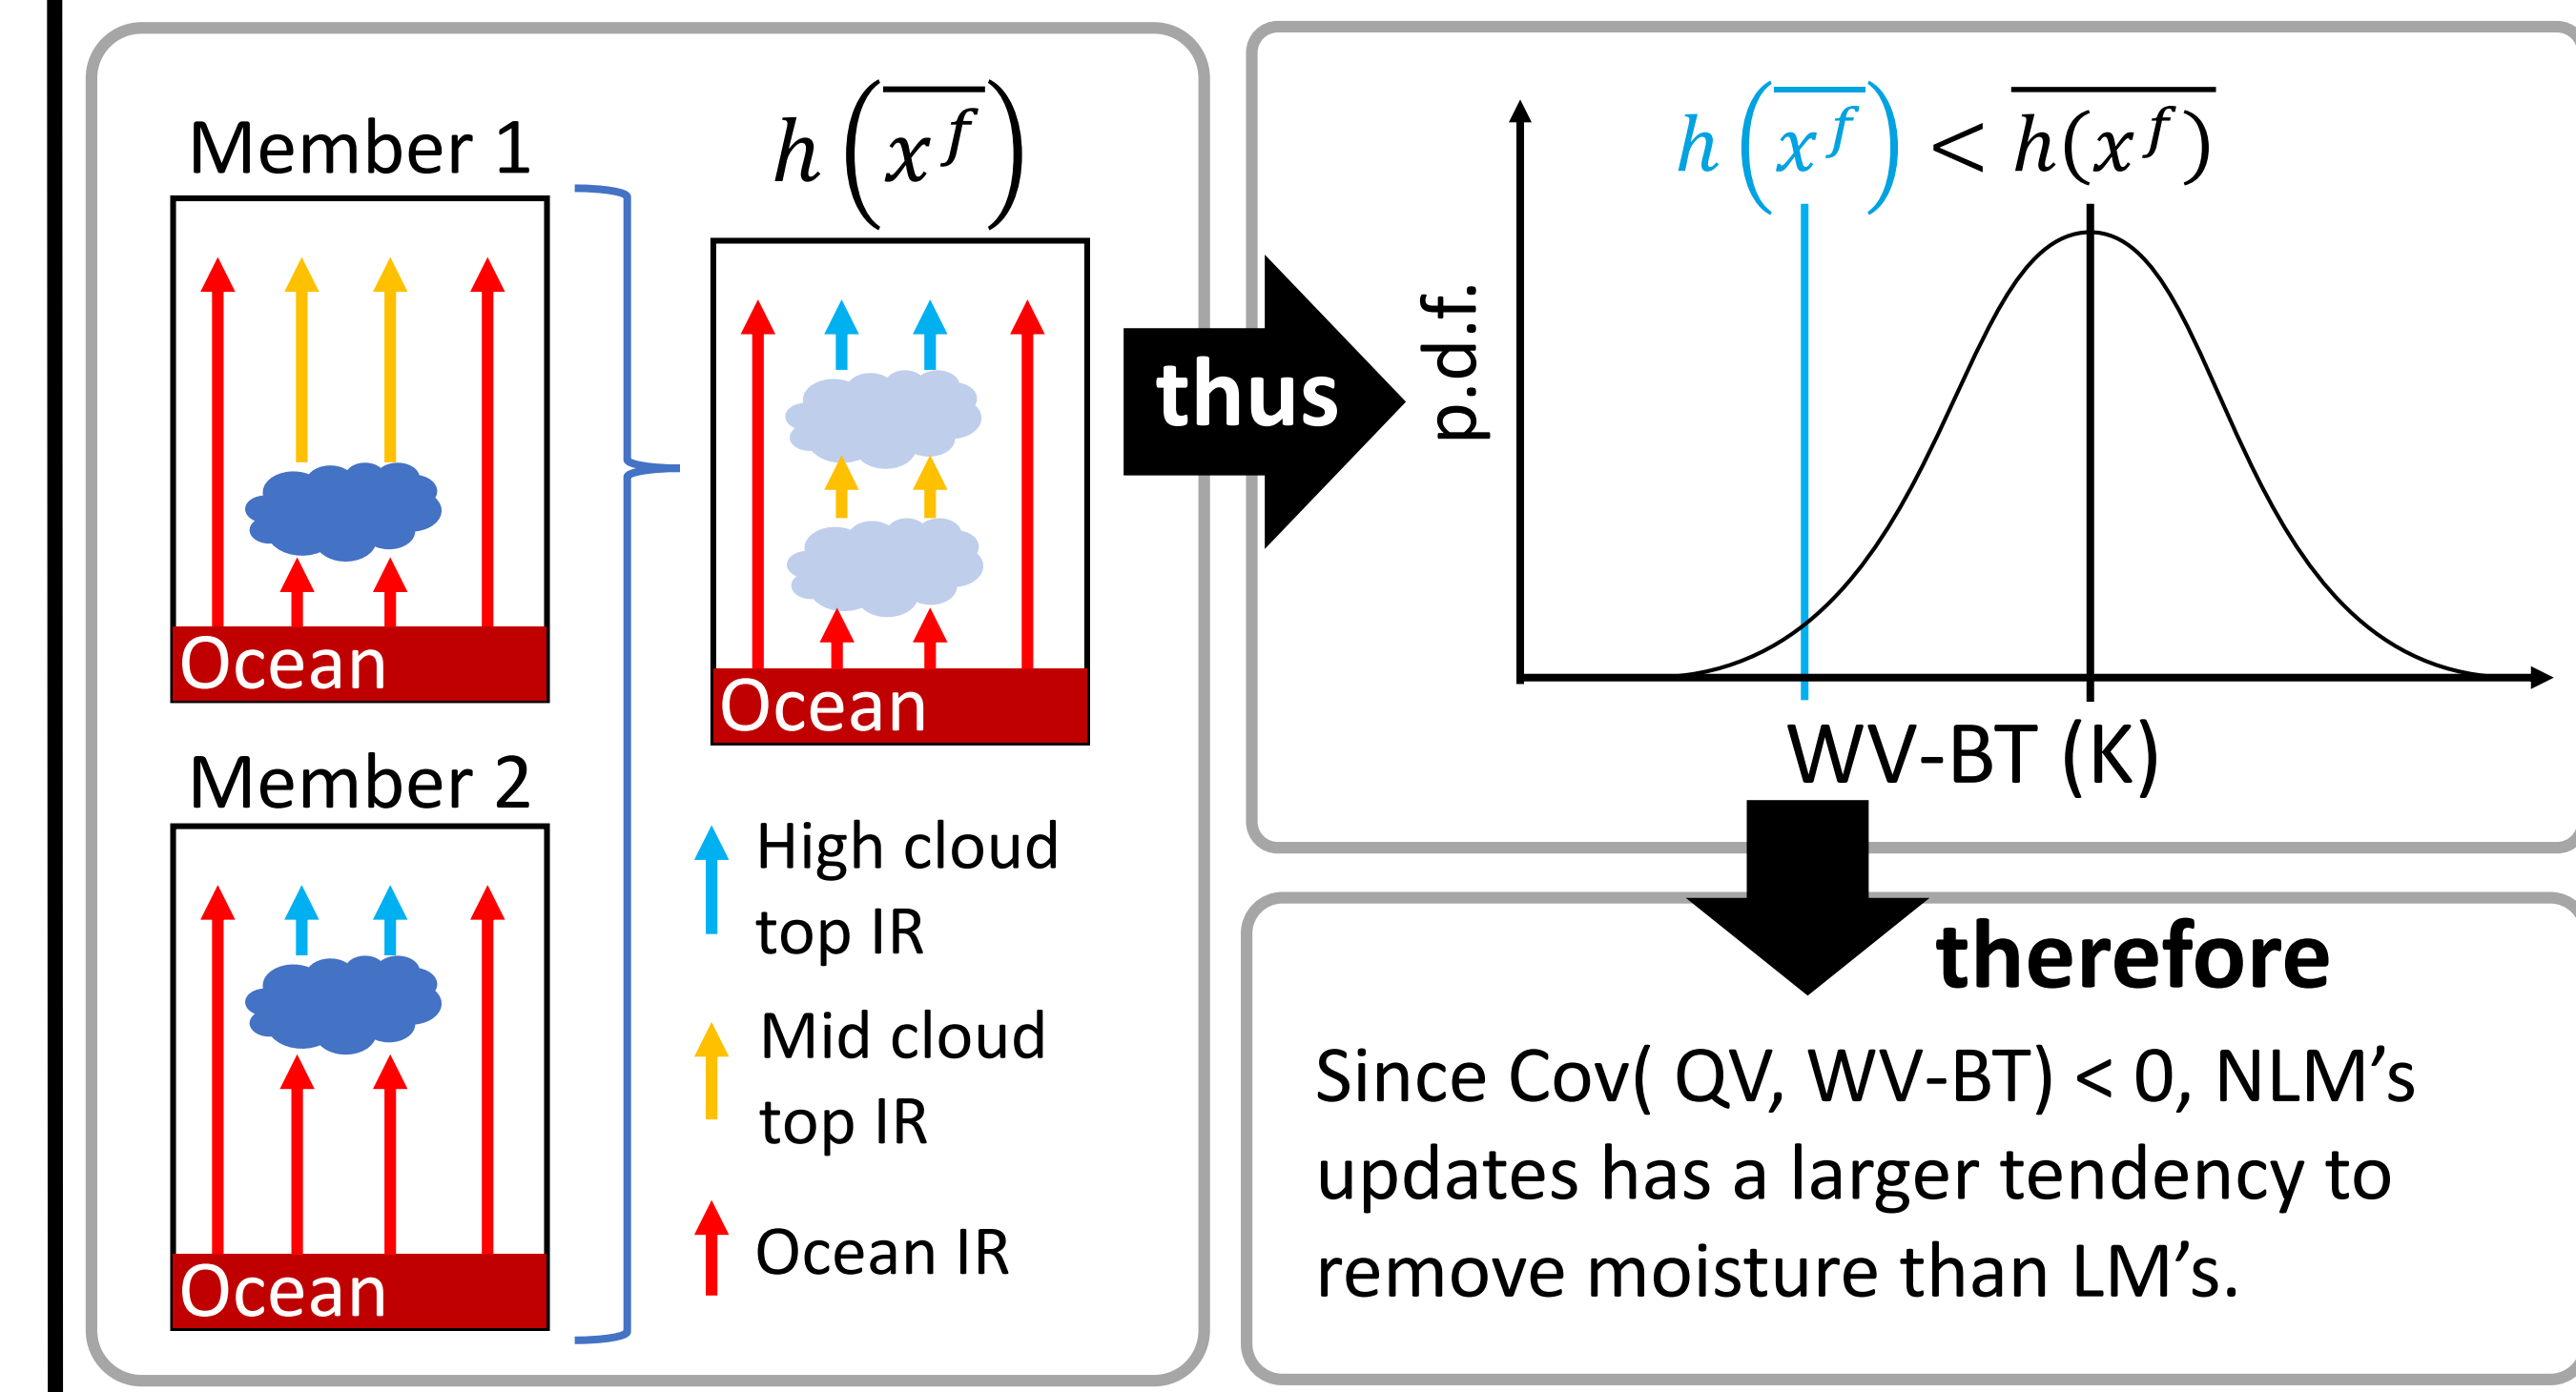 Member 1
Ocean
Member 2
Ocean
h(x̅ᶠ̅)
Ocean
High cloud
top IR
Mid cloud
top IR
Ocean IR
thus
h(x̅ᶠ̅) < h̅(̅x̅ᶠ̅)̅
p.d.f.
WV-BT (K)
therefore
Since Cov( QV, WV-BT) < 0, NLM’s
updates has a larger tendency to
remove moisture than LM’s.